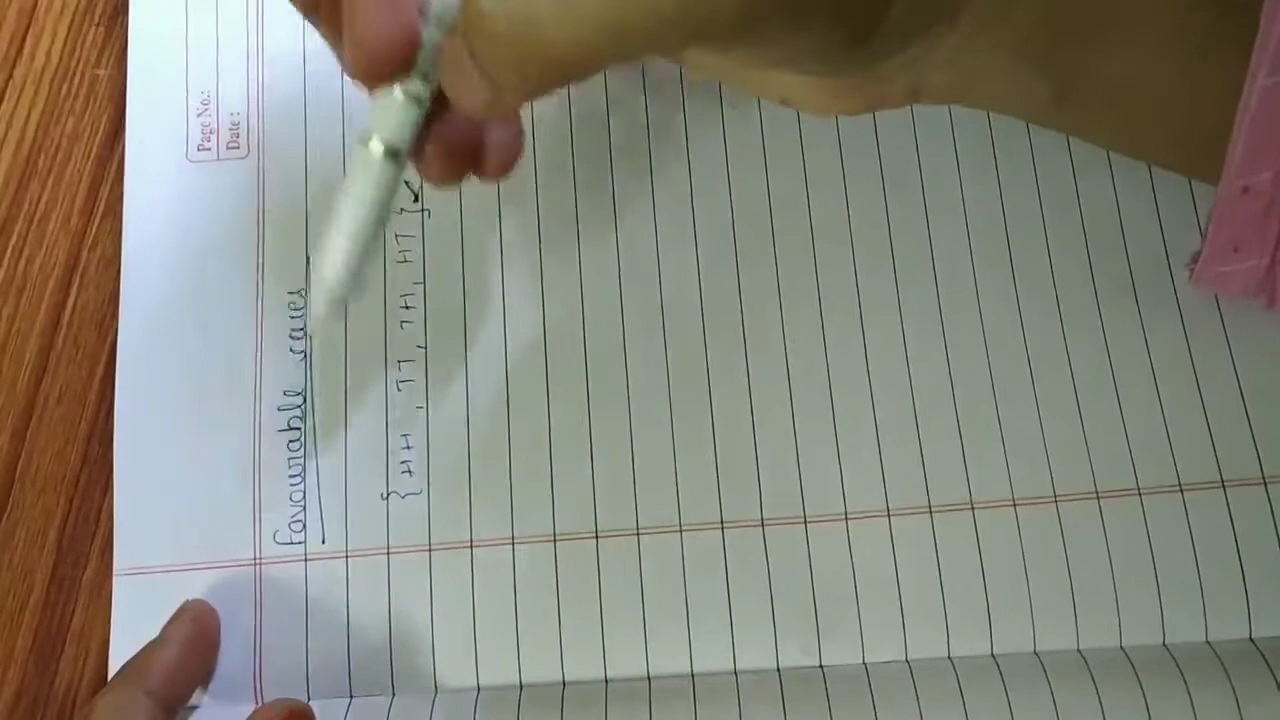 Page No.:
Date:
Favourable cases
{ HH , TT , TH , HT }